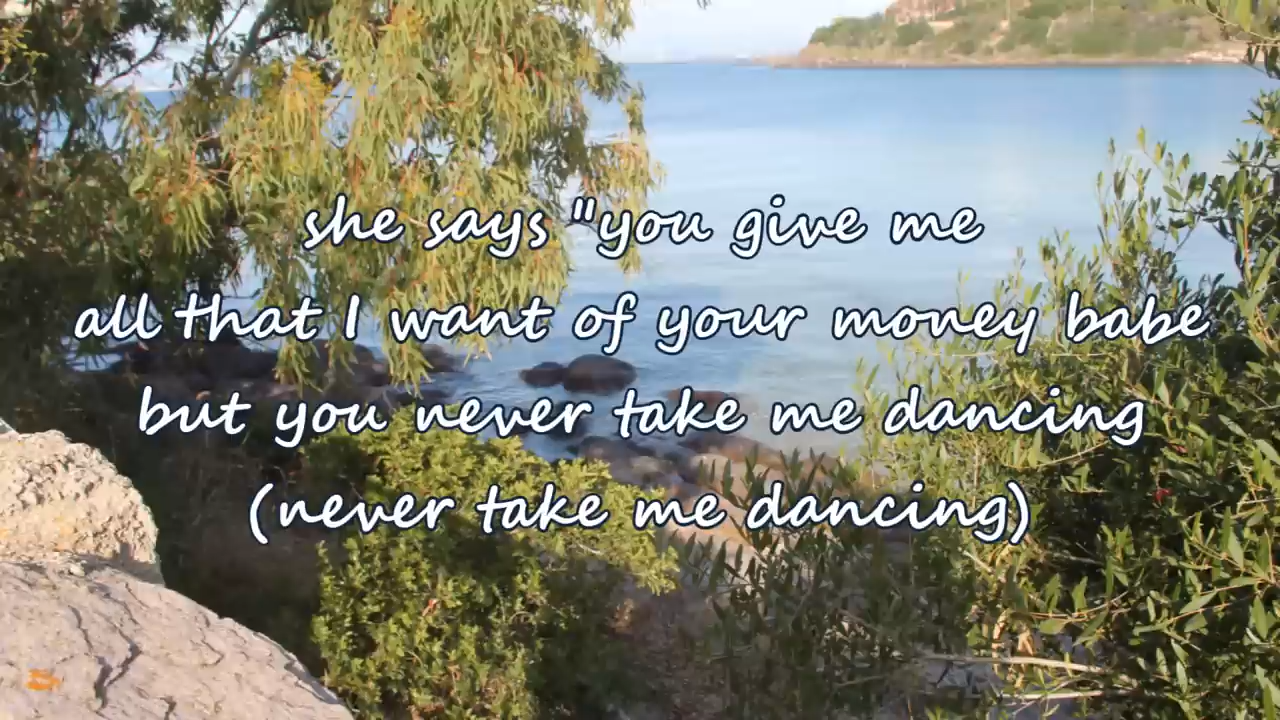 she says "you give me
all that I want of your money babe
but you never take me dancing
(never take me dancing)